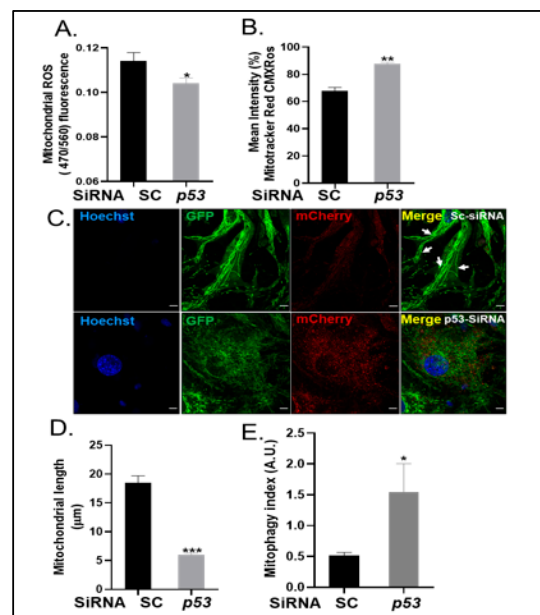 A.
Mitochondrial ROS
( 470/560) fluorescence
0.12
0.10
0.08
0.06
*
SiRNA SC p53
B.
Mean Intensity (%)
Mitotracker Red CMXRos
100
80
60
40
20
0
**
SiRNA SC p53
C.
Hoechst GFP mCherry Merge Sc-siRNA
Hoechst GFP mCherry Merge p53-SiRNA
D.
Mitochondrial length
(μm)
25
20
15
10
5
0
***
SiRNA SC p53
E.
Mitophagy index (A.U.)
2.5
2.0
1.5
1.0
0.5
0.0
*
SiRNA SC p53